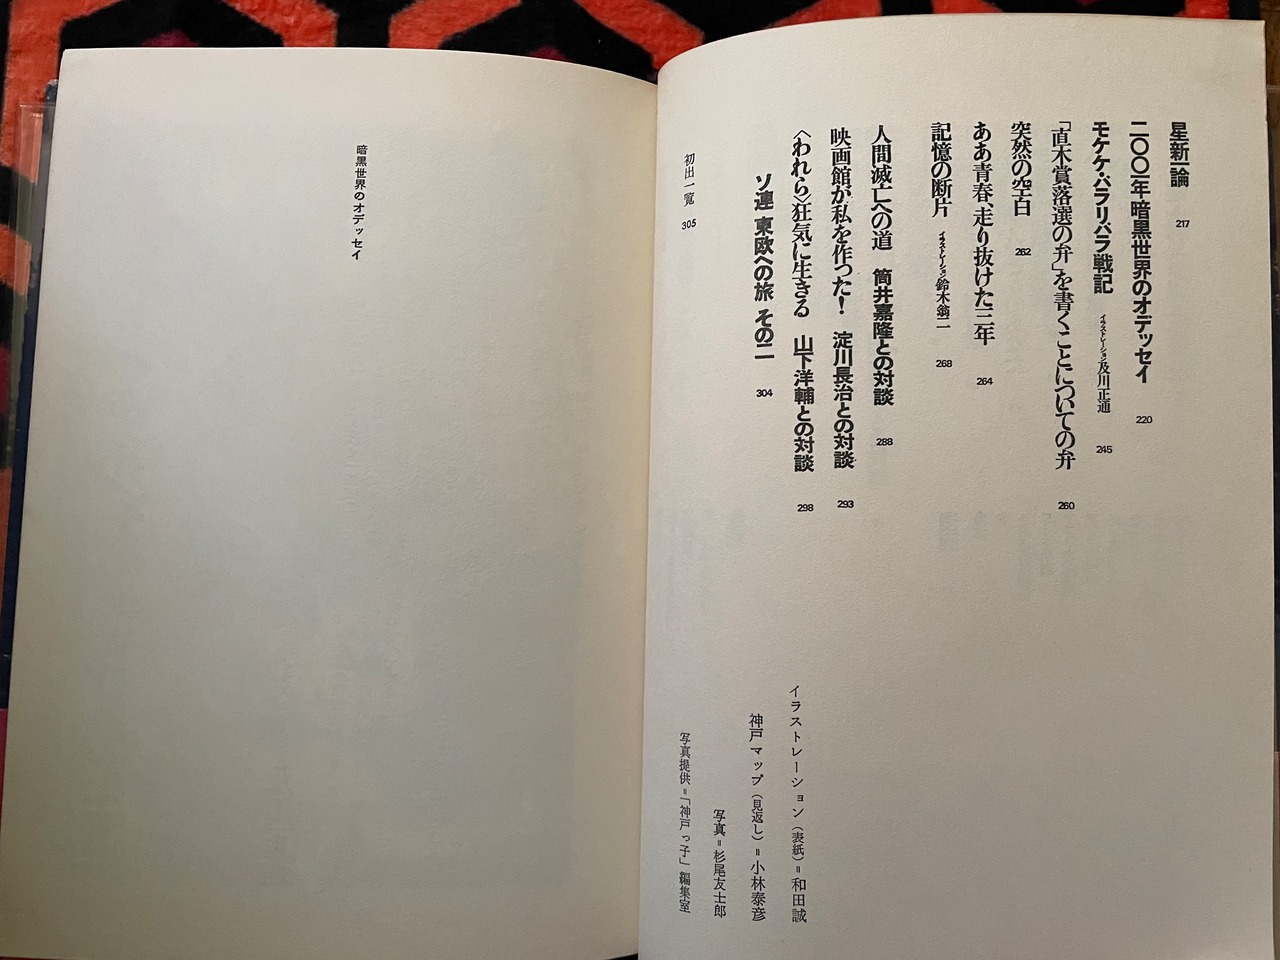 星新一論 217
二〇〇一年暗黒世界のオデッセイ 220
モケケ・バラリバラ戦記 イラストレーション及川正通 245
「直木賞落選の弁」を書くことについての弁 260
突然の空白 262
ああ青春、走り抜けた三年 264
記憶の断片 イラストレーション鈴木翁二 268
人間滅亡への道 筒井嘉隆との対談 288
映画館が私を作った! 淀川長治との対談 293
〈われら〉狂気に生きる 山下洋輔との対談 298
ソ連 東欧への旅 その二 304
初出一覧 305
イラストレーション(表紙)=和田誠
神戸マップ(見返し)=小林泰彦
写真=杉尾友士郎
写真提供=「神戸っ子」編集室
暗黒世界のオデッセイ